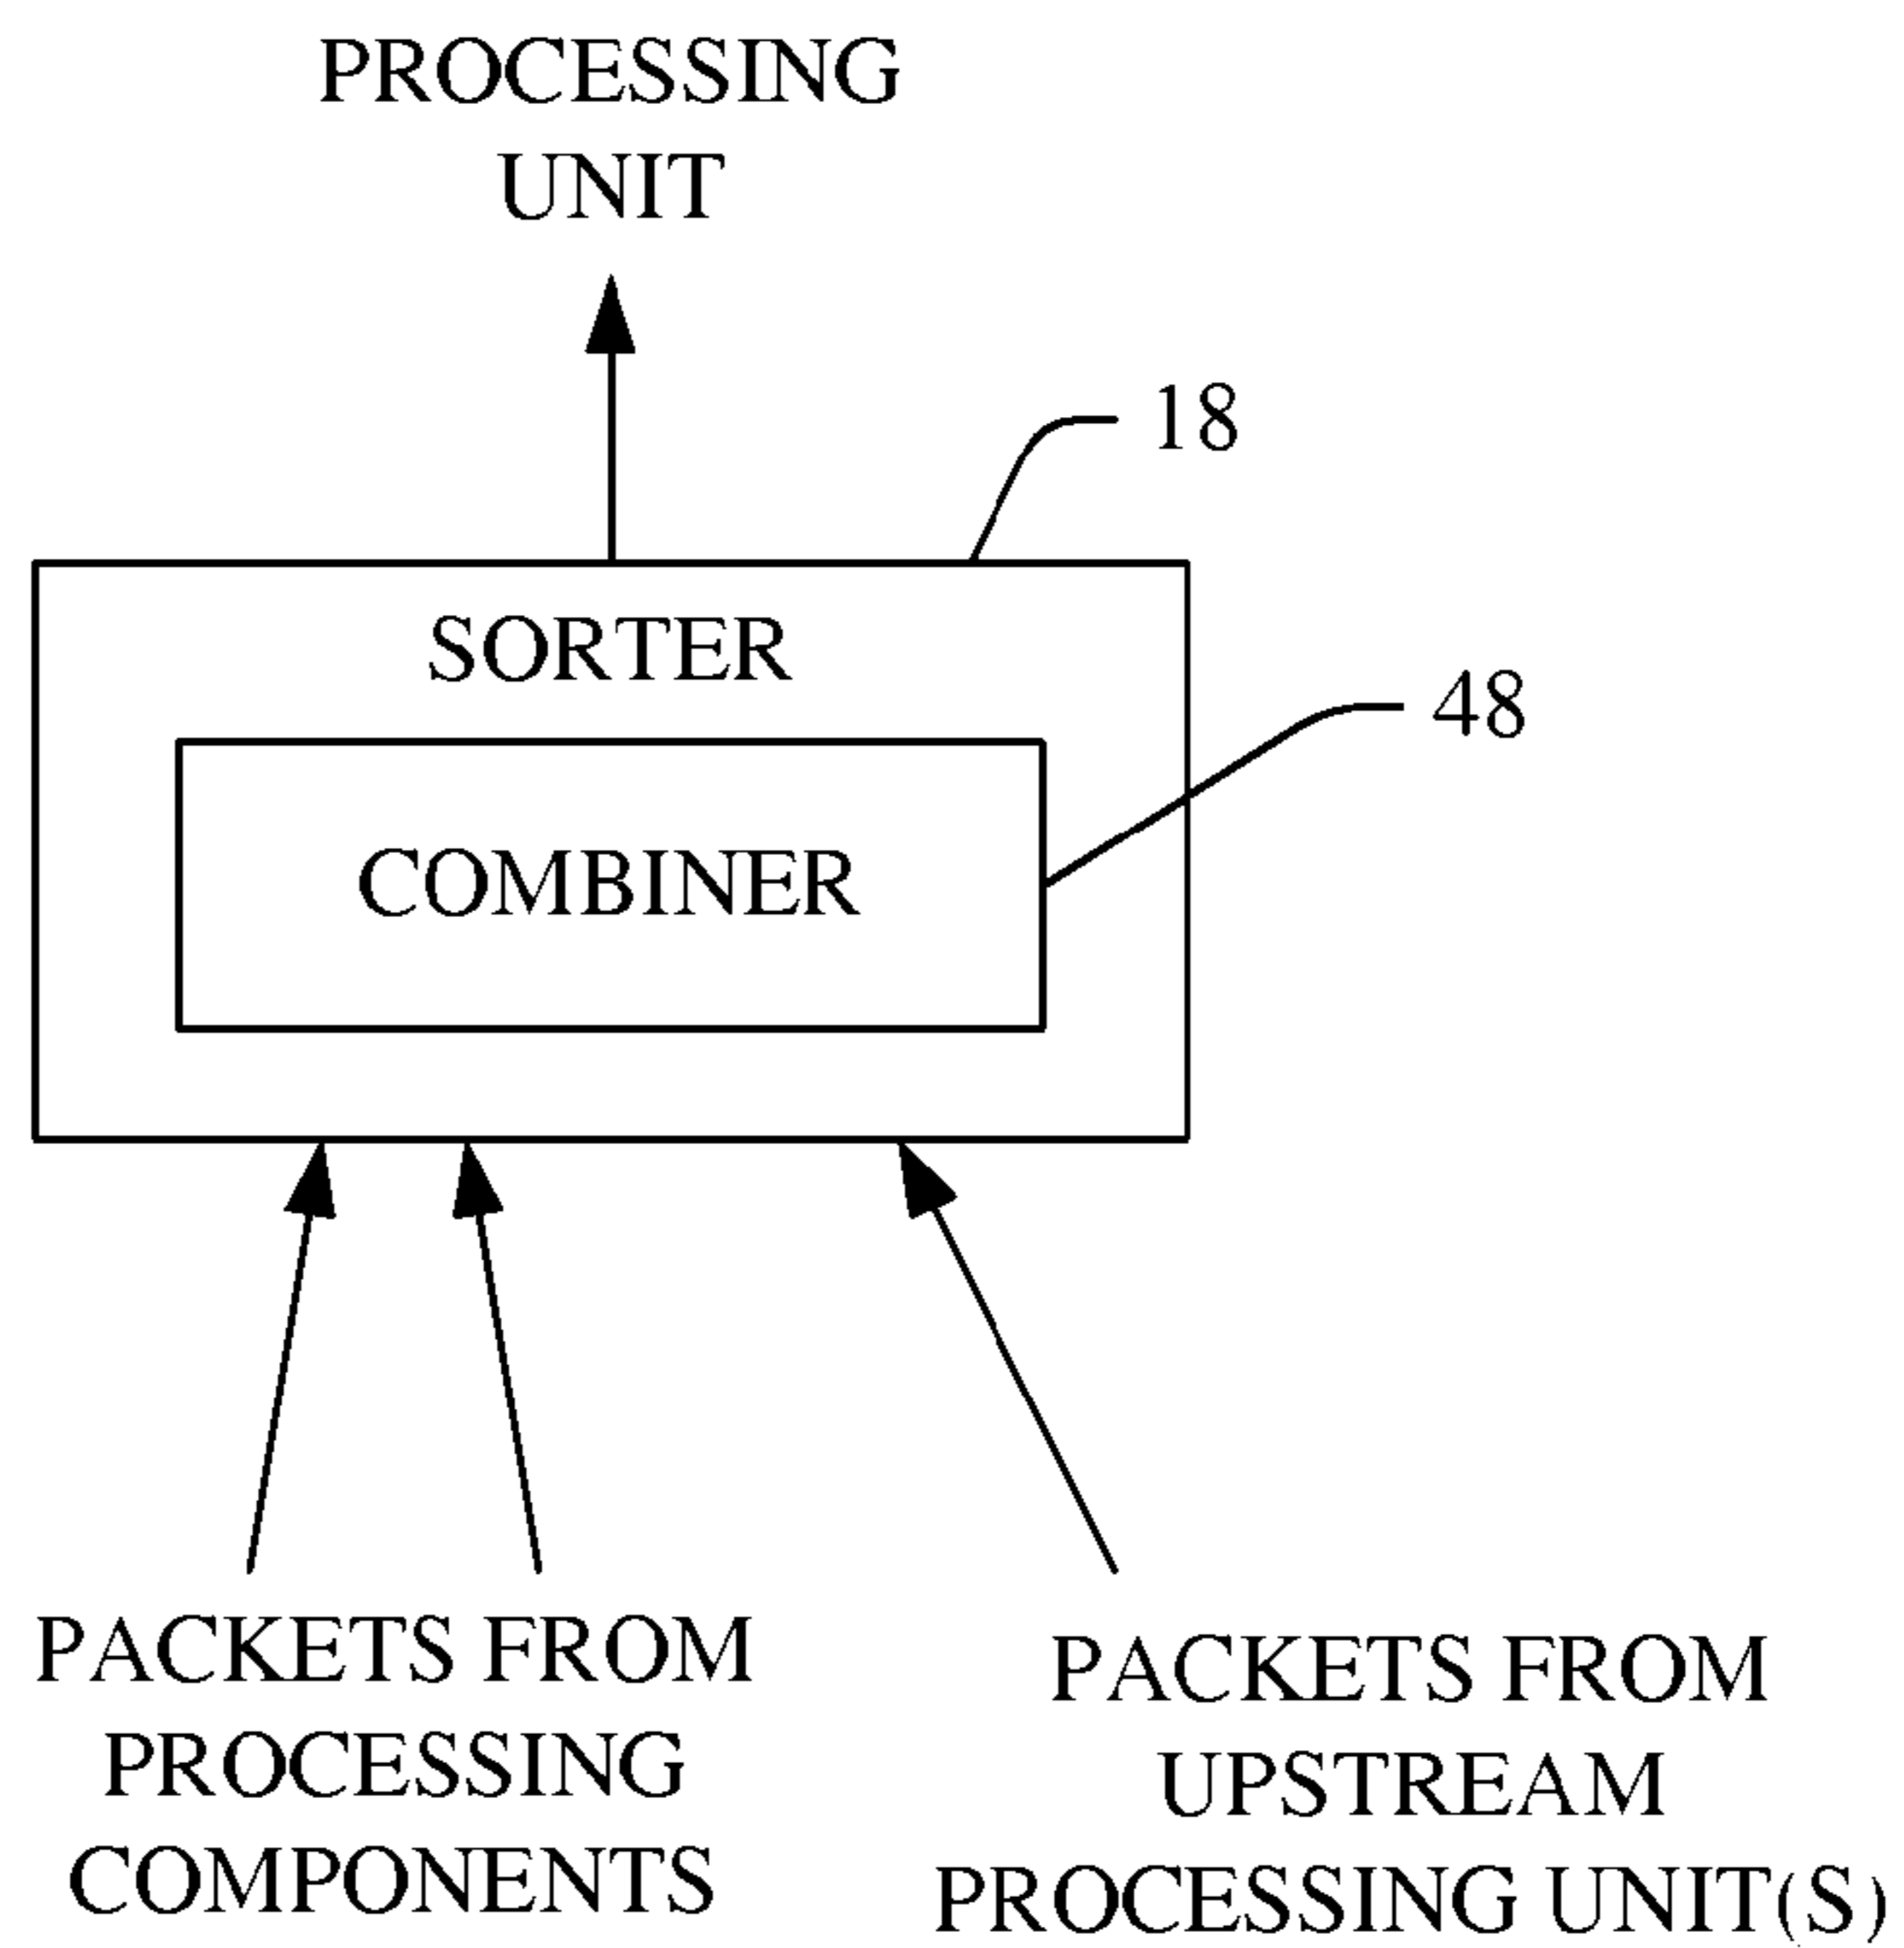 PROCESSING
UNIT
18
SORTER
48
COMBINER
PACKETS FROM
PROCESSING
COMPONENTS
PACKETS FROM
UPSTREAM
PROCESSING UNIT(S)